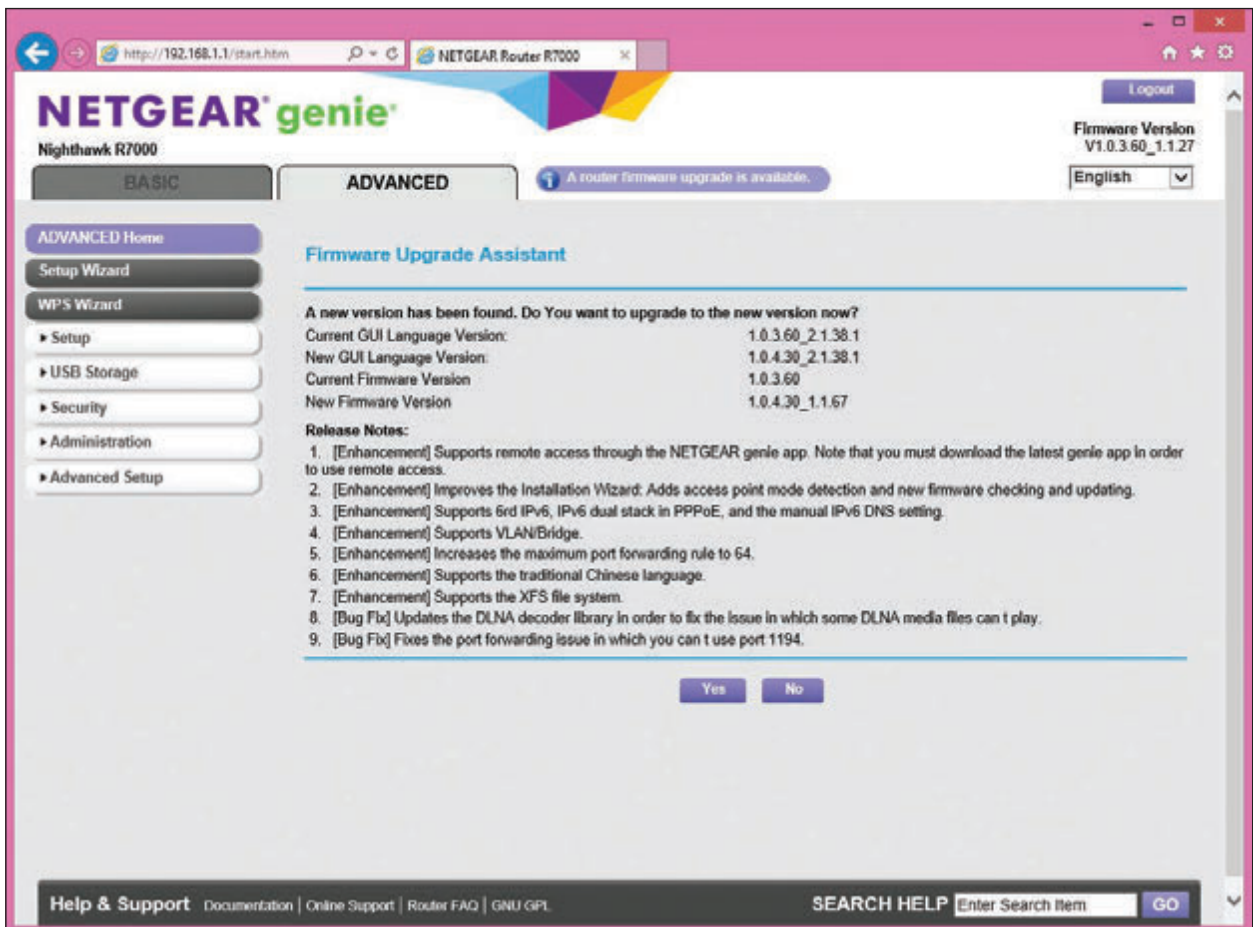 http://192.168.1.1/start.htm
NETGEAR Router R7000
NETGEAR® genie®
Logout
Nighthawk R7000
Firmware Version
V1.0.3.60_1.1.27
BASIC
ADVANCED
A router firmware upgrade is available.
English
ADVANCED Home
Setup Wizard
WPS Wizard
Setup
USB Storage
Security
Administration
Advanced Setup
Firmware Upgrade Assistant
A new version has been found. Do You want to upgrade to the new version now?
Current GUI Language Version: 1.0.3.60_2.1.38.1
New GUI Language Version: 1.0.4.30_2.1.38.1
Current Firmware Version 1.0.3.60
New Firmware Version 1.0.4.30_1.1.67
Release Notes:
1. [Enhancement] Supports remote access through the NETGEAR genie app. Note that you must download the latest genie app in order
to use remote access.
2. [Enhancement] Improves the Installation Wizard: Adds access point mode detection and new firmware checking and updating.
3. [Enhancement] Supports 6rd IPv6, IPv6 dual stack in PPPoE, and the manual IPv6 DNS setting.
4. [Enhancement] Supports VLAN/Bridge.
5. [Enhancement] Increases the maximum port forwarding rule to 64.
6. [Enhancement] Supports the traditional Chinese language.
7. [Enhancement] Supports the XFS file system.
8. [Bug Fix] Updates the DLNA decoder library in order to fix the issue in which some DLNA media files can t play.
9. [Bug Fix] Fixes the port forwarding issue in which you can t use port 1194.
Yes
No
Help & Support Documentation | Online Support | Router FAQ | GNU GPL
SEARCH HELP Enter Search Item GO